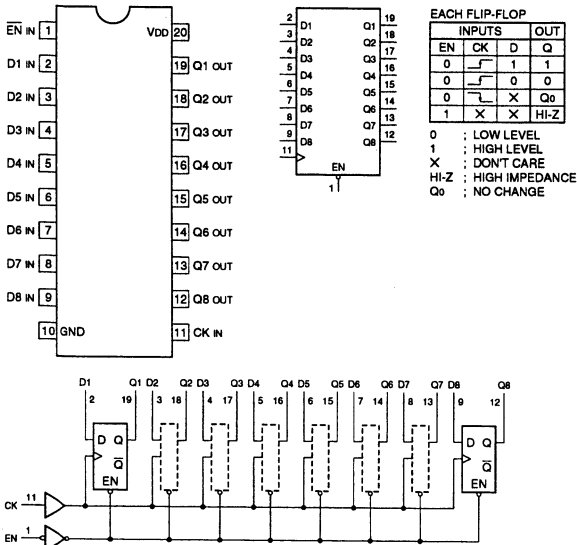 EN IN 1
VDD 20
D1 IN 2
19 Q1 OUT
D2 IN 3
18 Q2 OUT
D3 IN 4
17 Q3 OUT
D4 IN 5
16 Q4 OUT
D5 IN 6
15 Q5 OUT
D6 IN 7
14 Q6 OUT
D7 IN 8
13 Q7 OUT
D8 IN 9
12 Q8 OUT
10 GND
11 CK IN
2 D1 Q1 19
3 D2 Q2 18
4 D3 Q3 17
5 D4 Q4 16
6 D5 Q5 15
7 D6 Q6 14
8 D7 Q7 13
9 D8 Q8 12
11
EN
1
EACH FLIP-FLOP
INPUTS OUT
EN CK D Q
0 1 1
0 0 0
0 X Q0
1 X X HI-Z
0 ; LOW LEVEL
1 ; HIGH LEVEL
X ; DON'T CARE
HI-Z ; HIGH IMPEDANCE
Q0 ; NO CHANGE
D1 Q1 D2 Q2 D3 Q3 D4 Q4 D5 Q5 D6 Q6 D7 Q7 D8 Q8
2 19 3 18 4 17 5 16 6 15 7 14 8 13 9 12
D Q
Q
EN
D Q
Q
EN
CK 11
EN 1